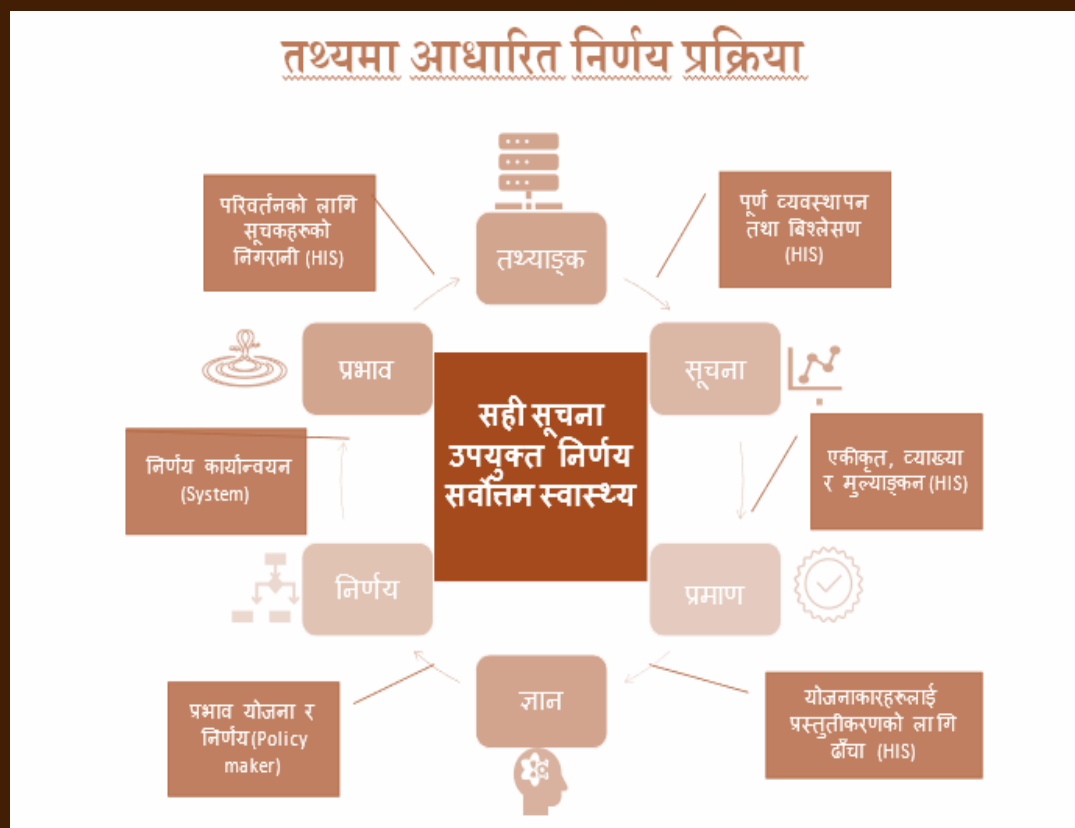 तथ्यमा आधारित निर्णय प्रक्रिया
परिवर्तनको लागि
सूचकहरुको
निगरानी (HIS)
तथ्याङ्क
पूर्ण व्यवस्थापन
तथा बिश्लेसण
(HIS)
प्रभाव
सूचना
सही सूचना
उपयुक्त निर्णय
सर्वोत्तम स्वास्थ्य
निर्णय कार्यान्वयन
(System)
एकीकृत, व्याख्या
र मुल्याङ्कन (HIS)
निर्णय
प्रमाण
ज्ञान
प्रभाव योजना र
निर्णय(Policy
maker)
योजनाकारहरुलाई
प्रस्तुतीकरणको लागि
ढाँचा (HIS)